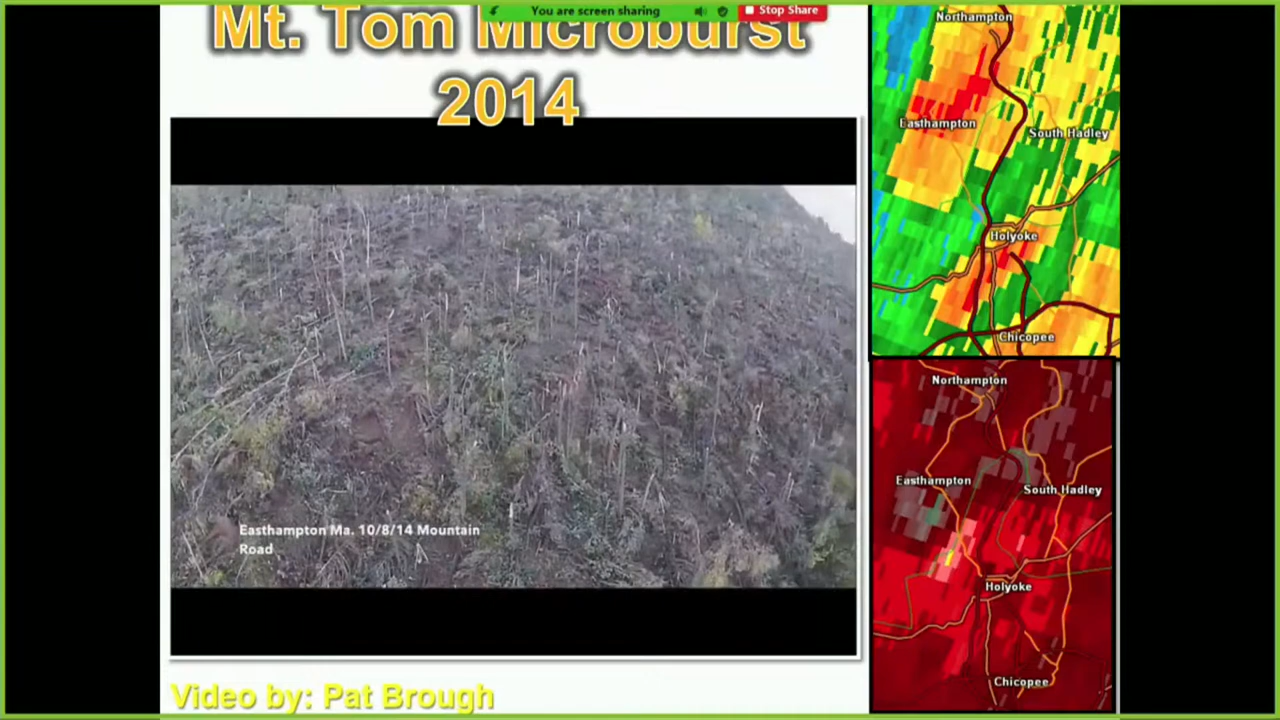 You are screen sharing
Stop Share
Mt. Tom Microburst
2014
Easthampton Ma. 10/8/14 Mountain
Road
Video by: Pat Brough
Northampton
Easthampton
South Hadley
Holyoke
Chicopee
Northampton
Easthampton
South Hadley
Holyoke
Chicopee